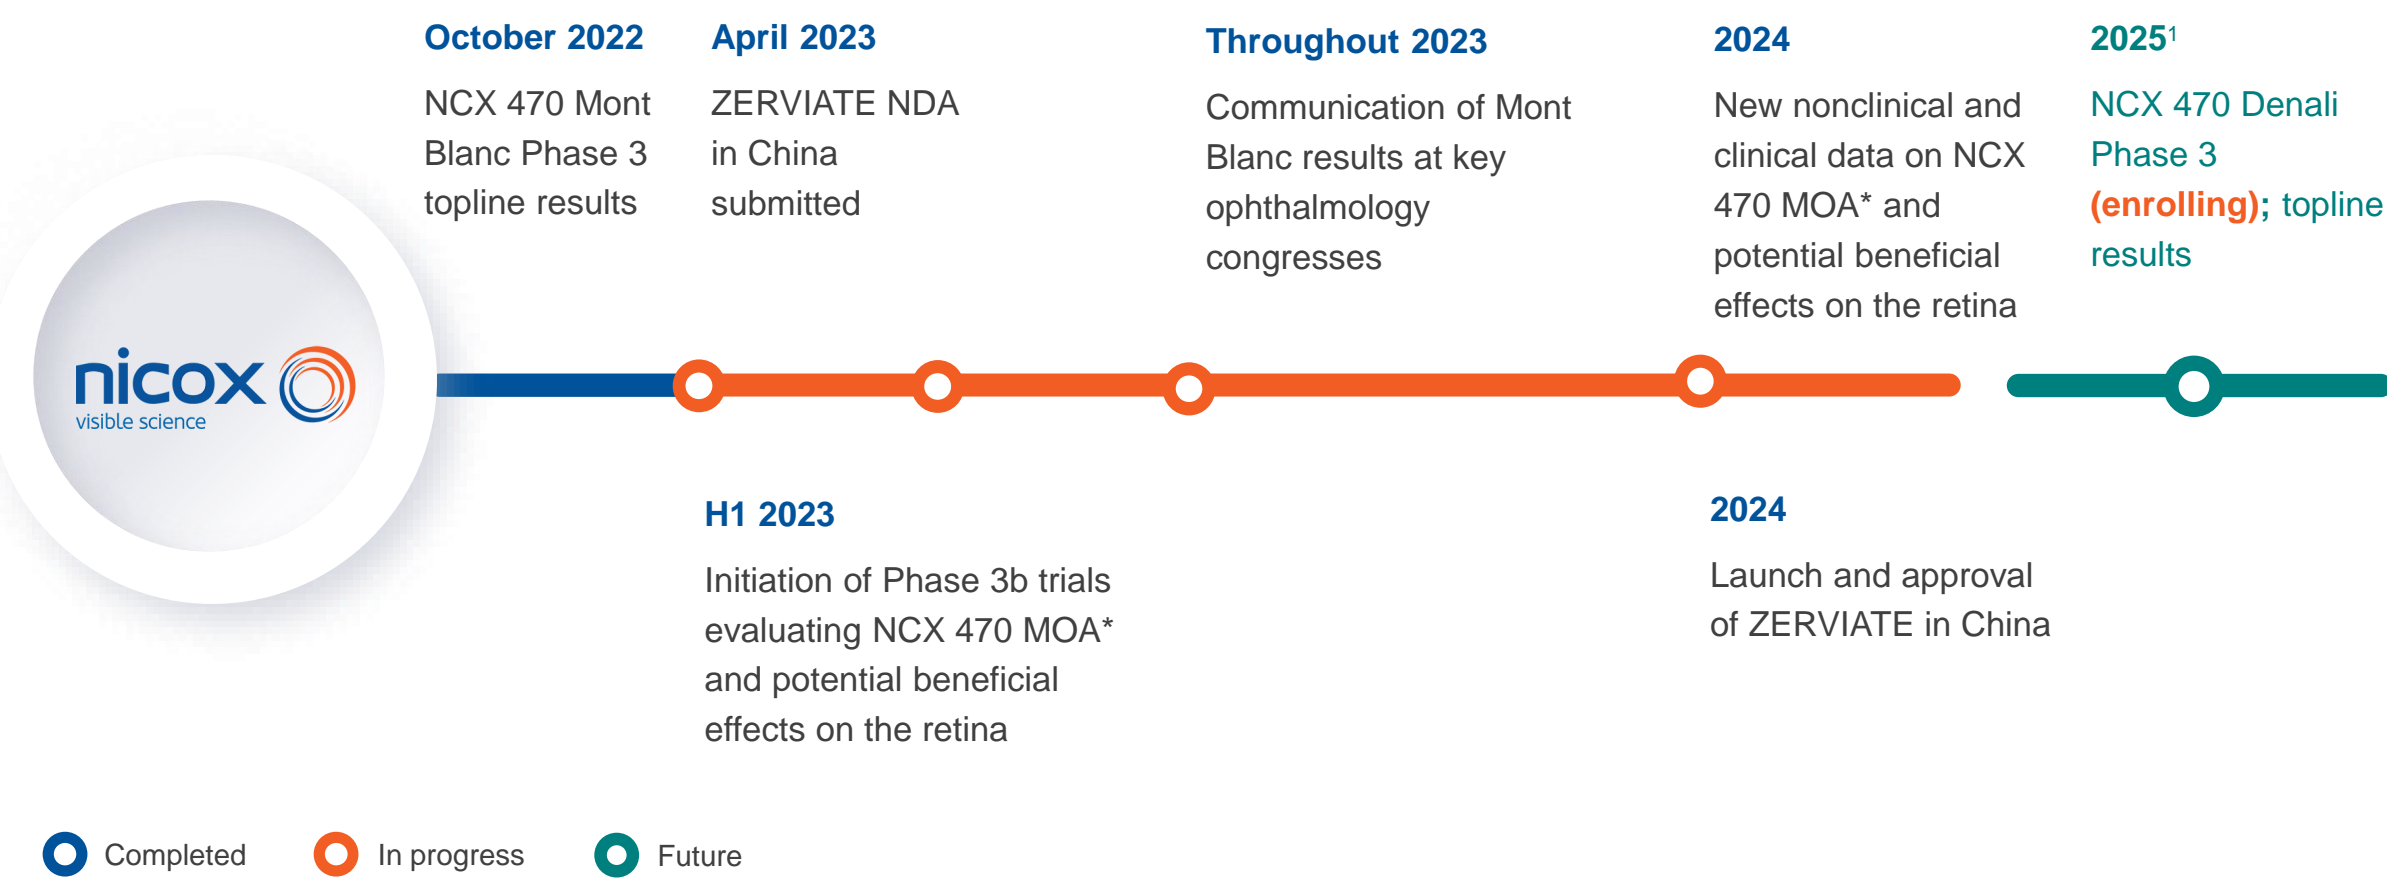 October 2022
NCX 470 Mont
Blanc Phase 3
topline results
April 2023
ZERVIATE NDA
in China
submitted
Throughout 2023
Communication of Mont
Blanc results at key
ophthalmology
congresses
2024
New nonclinical and
clinical data on NCX
470 MOA* and
potential beneficial
effects on the retina
2025¹
NCX 470 Denali
Phase 3
(enrolling); topline
results
nicox
visible science
H1 2023
Initiation of Phase 3b trials
evaluating NCX 470 MOA*
and potential beneficial
effects on the retina
2024
Launch and approval
of ZERVIATE in China
Completed
In progress
Future